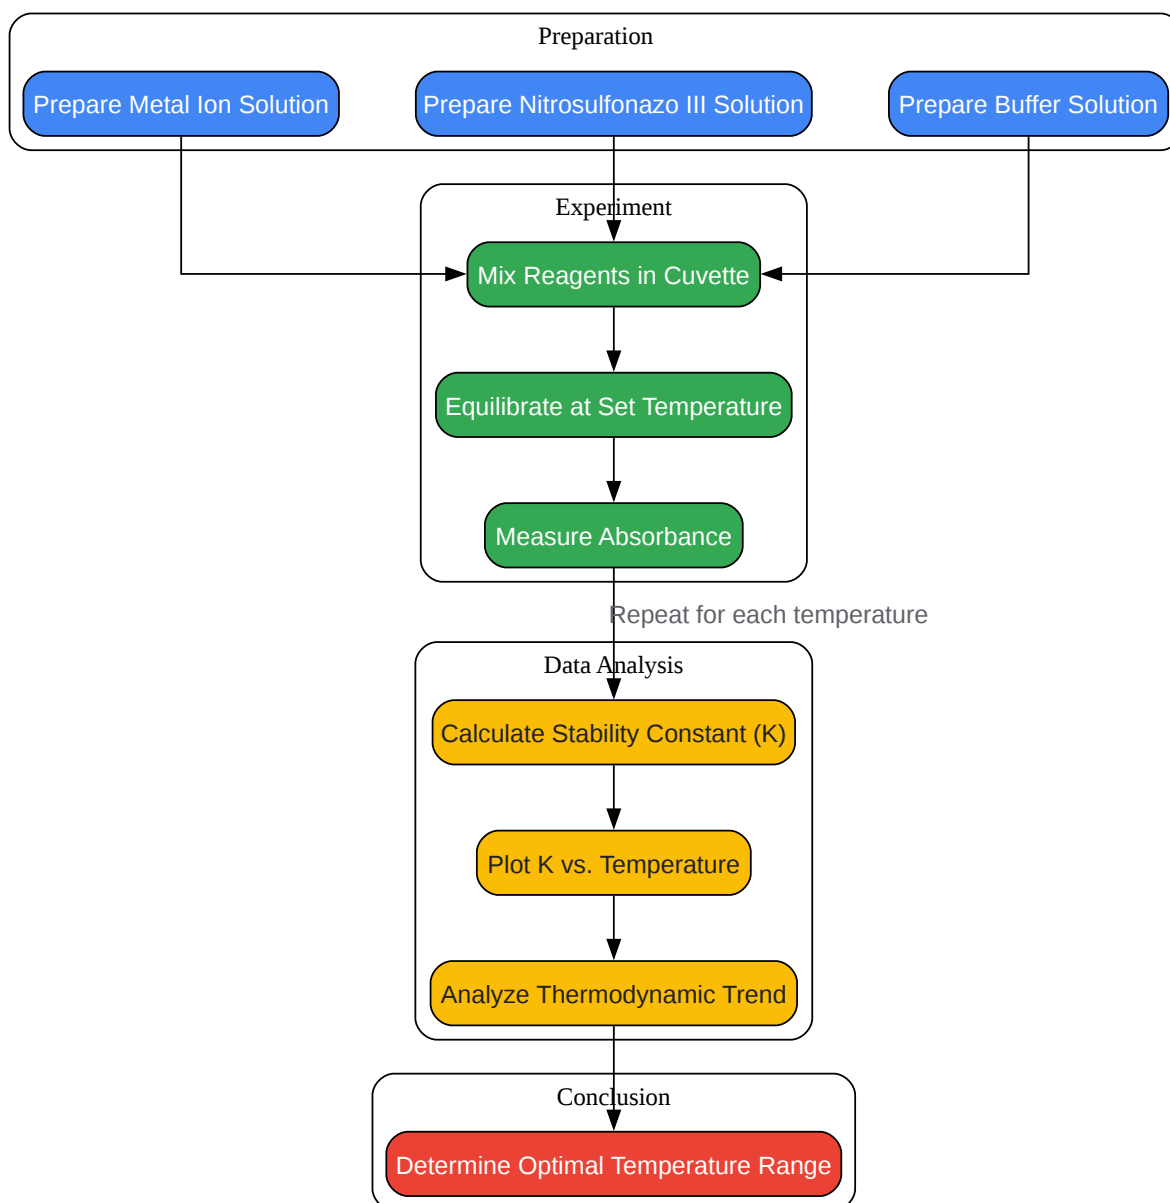 Preparation
Prepare Metal Ion Solution
Prepare Nitrosulfonazo III Solution
Prepare Buffer Solution
Experiment
Mix Reagents in Cuvette
Equilibrate at Set Temperature
Measure Absorbance
Repeat for each temperature
Data Analysis
Calculate Stability Constant (K)
Plot K vs. Temperature
Analyze Thermodynamic Trend
Conclusion
Determine Optimal Temperature Range